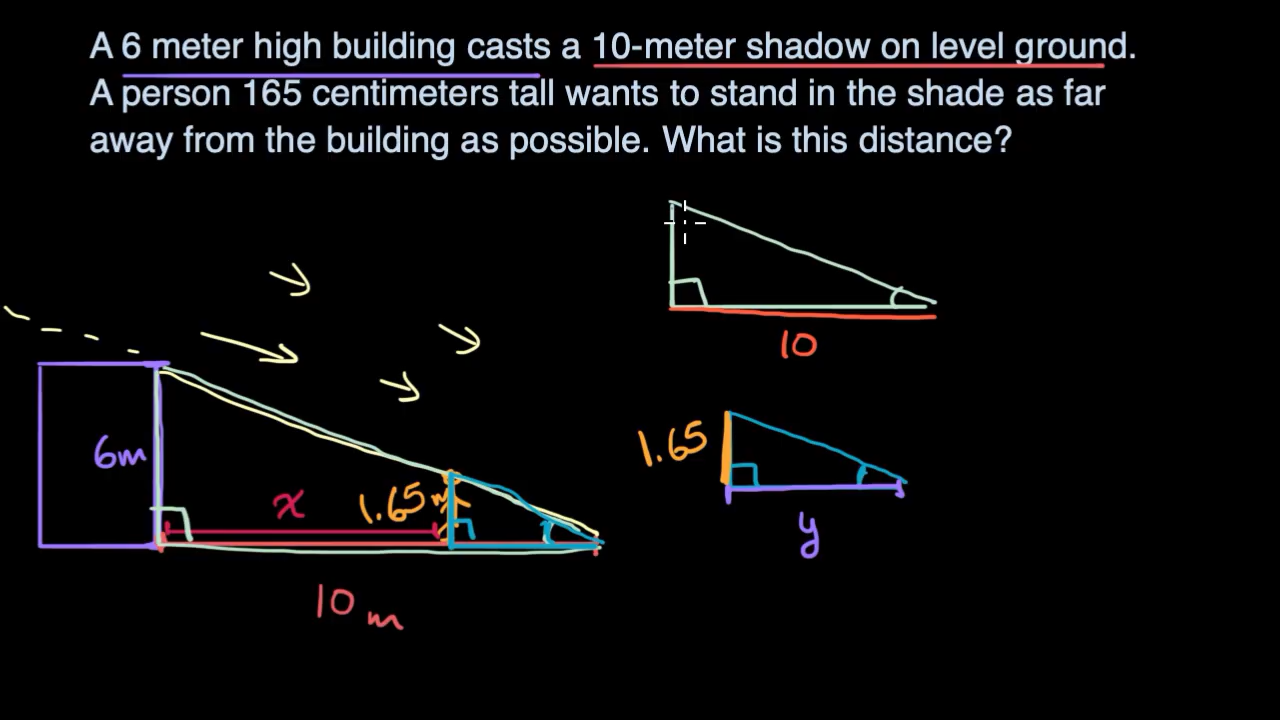 A 6 meter high building casts a 10-meter shadow on level ground.
A person 165 centimeters tall wants to stand in the shade as far
away from the building as possible. What is this distance?
10
6m
x
1.65 m
1.65
y
10 m